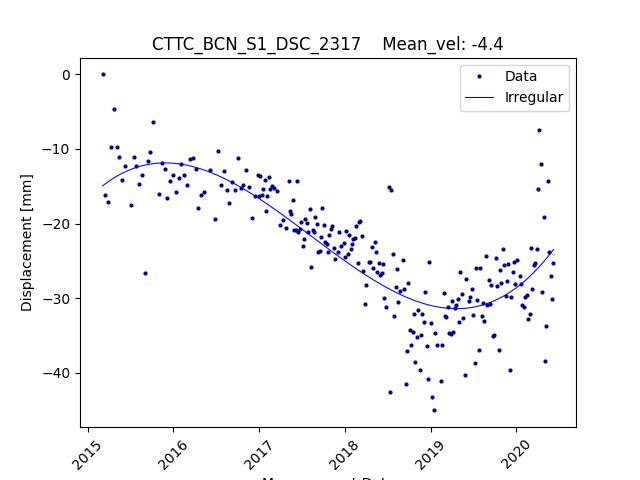 CTTC_BCN_S1_DSC_2317    Mean_vel: -4.4
Data
Irregular
0
−10
−20
−30
−40
Displacement [mm]
2015
2016
2017
2018
2019
2020